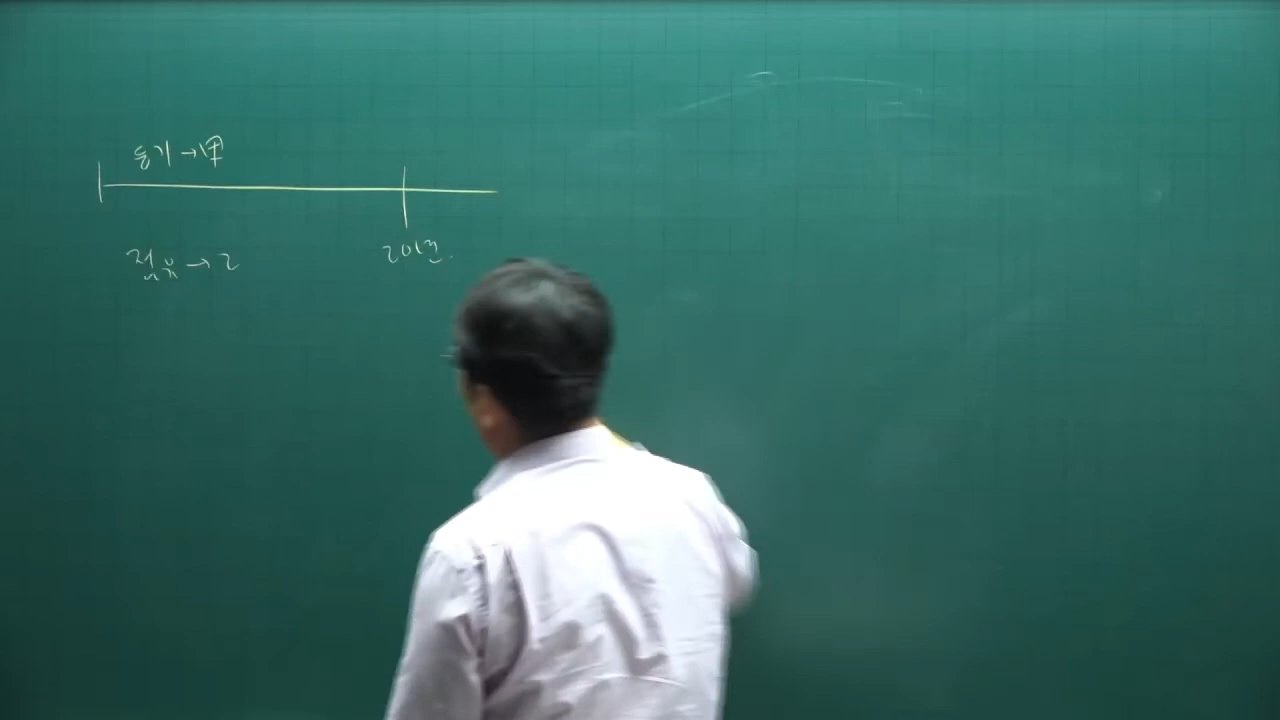 등기 → 甲
점유 → 乙
20년.